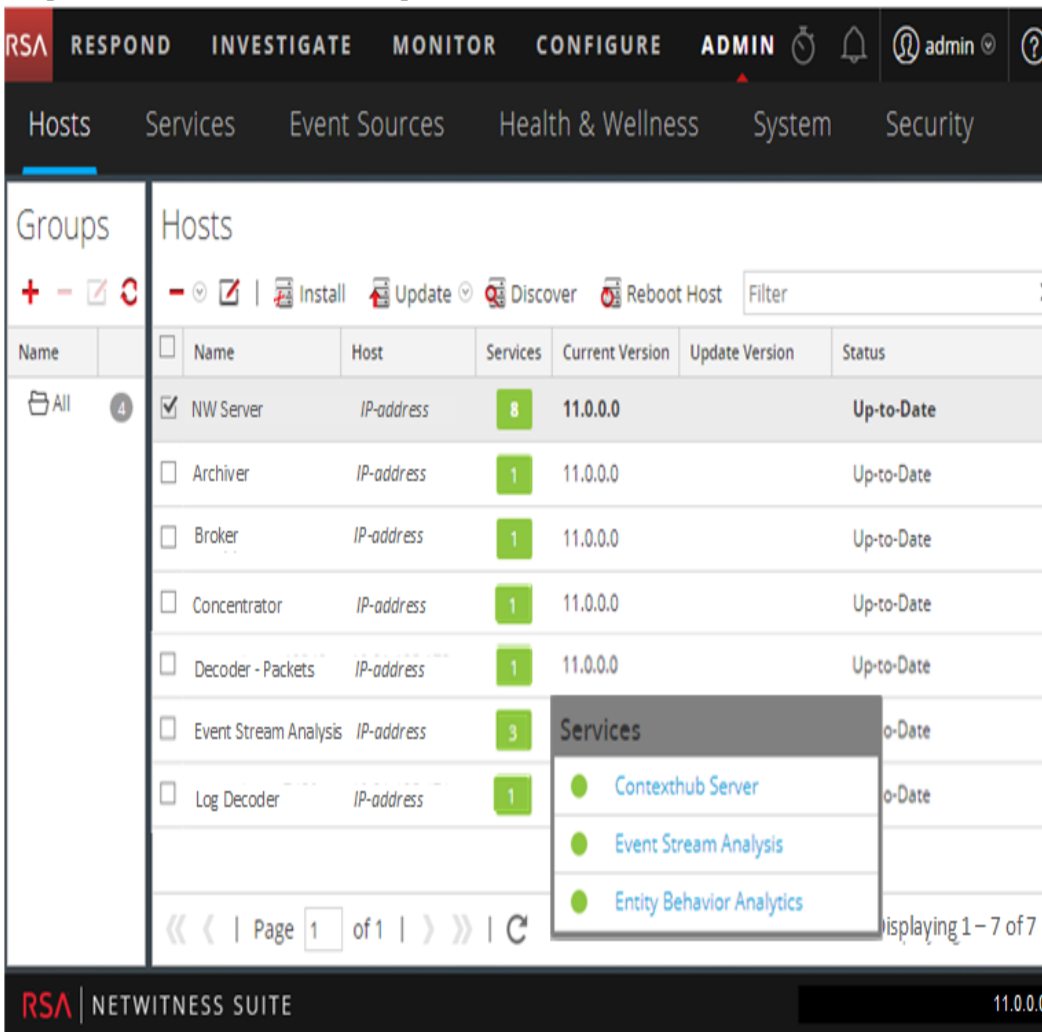 RSA RESPOND INVESTIGATE MONITOR CONFIGURE ADMIN admin ?
Hosts Services Event Sources Health & Wellness System Security
Groups Hosts
Install Update Discover Reboot Host Filter
Name Name Host Services Current Version Update Version Status
All 4 NW Server IP-address 8 11.0.0.0 Up-to-Date
Archiver IP-address 1 11.0.0.0 Up-to-Date
Broker IP-address 1 11.0.0.0 Up-to-Date
Concentrator IP-address 1 11.0.0.0 Up-to-Date
Decoder - Packets IP-address 1 11.0.0.0 Up-to-Date
Event Stream Analysis IP-address 3 Services o-Date
Log Decoder IP-address 1 Contexthub Server o-Date
Event Stream Analysis
Entity Behavior Analytics
Page 1 of 1 isplaying 1 – 7 of 7
RSA NETWITNESS SUITE 11.0.0.0